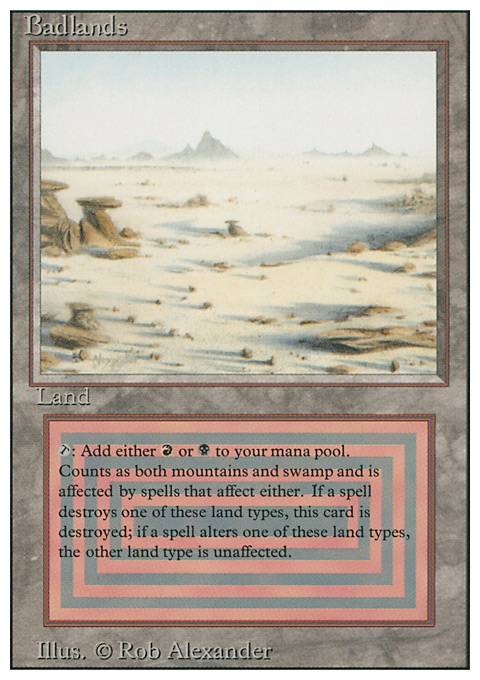 Badlands
Land
: Add either or to your mana pool.
Counts as both mountains and swamp and is
affected by spells that affect either. If a spell
destroys one of these land types, this card is
destroyed; if a spell alters one of these land types,
the other land type is unaffected.
Illus. © Rob Alexander